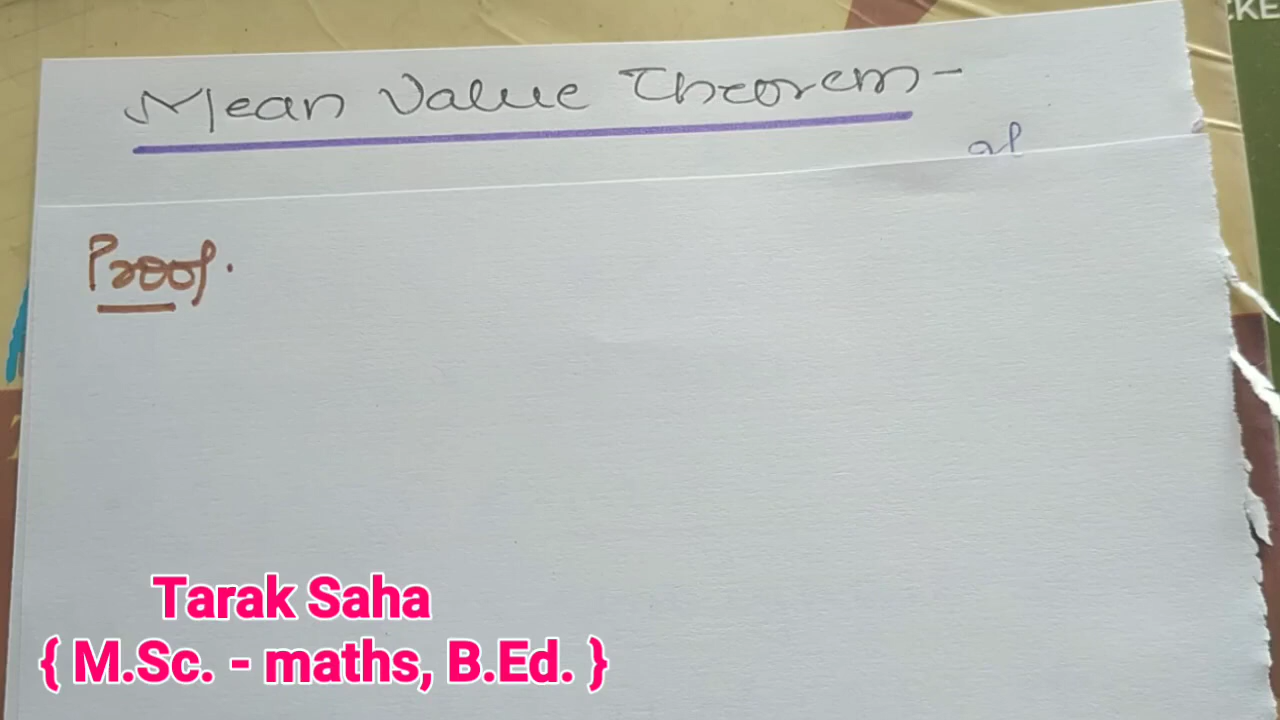 Mean Value Theorem -
Proof.
Tarak Saha
{ M.Sc. - maths, B.Ed. }